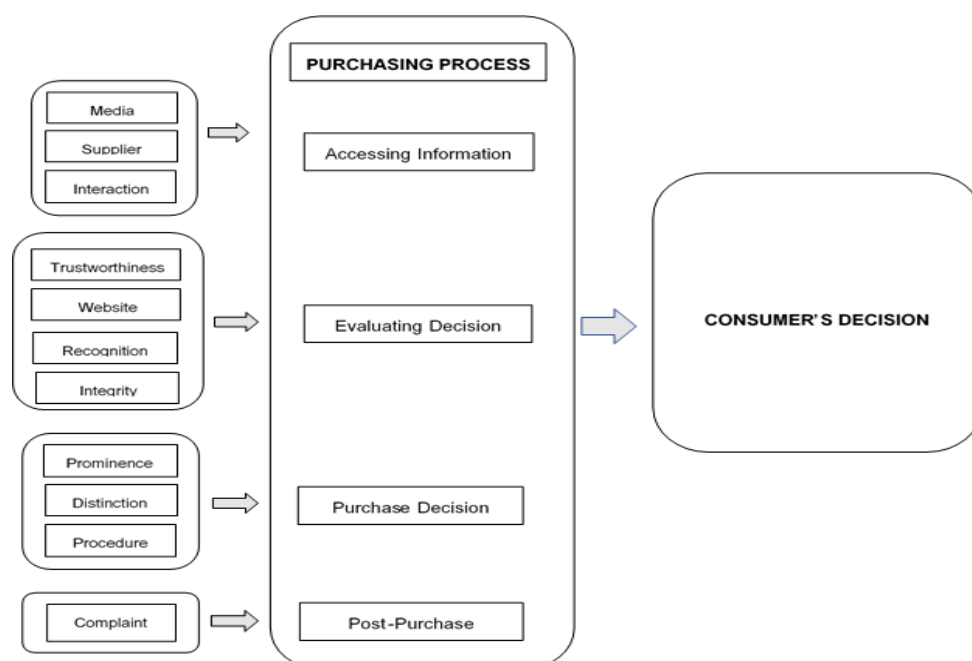 PURCHASING PROCESS
Media
Supplier
Interaction
Accessing Information
Trustworthiness
Website
Recognition
Integrity
Evaluating Decision
CONSUMER'S DECISION
Prominence
Distinction
Procedure
Purchase Decision
Complaint
Post-Purchase